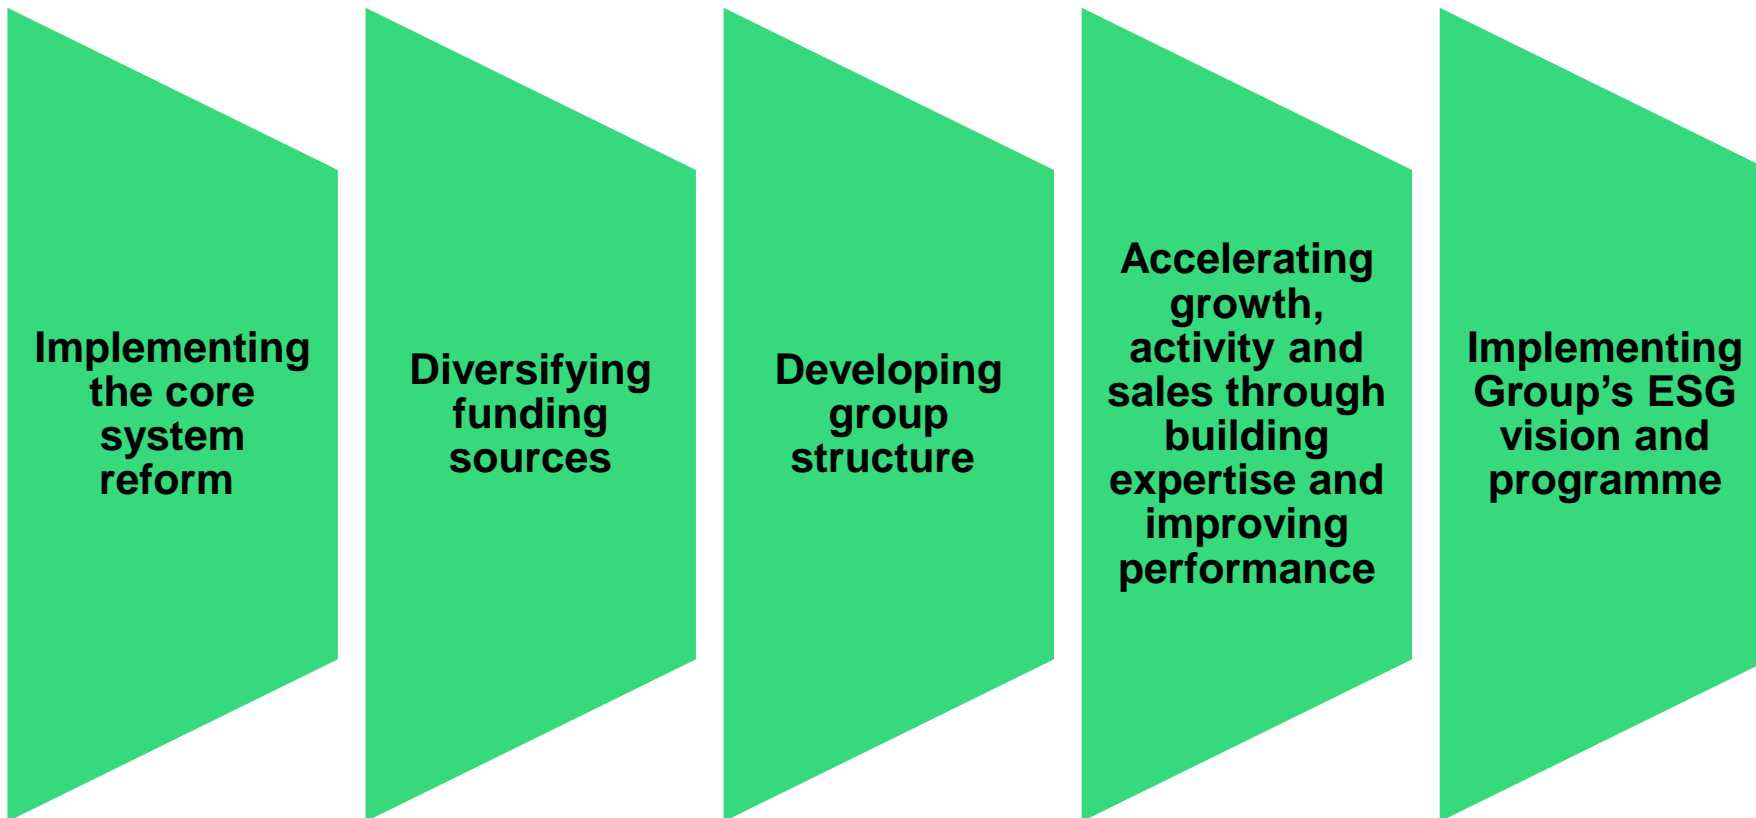 Implementing
the core
system
reform
Diversifying
funding
sources
Developing
group
structure
Accelerating
growth,
activity and
sales through
building
expertise and
improving
performance
Implementing
Group’s ESG
vision and
programme